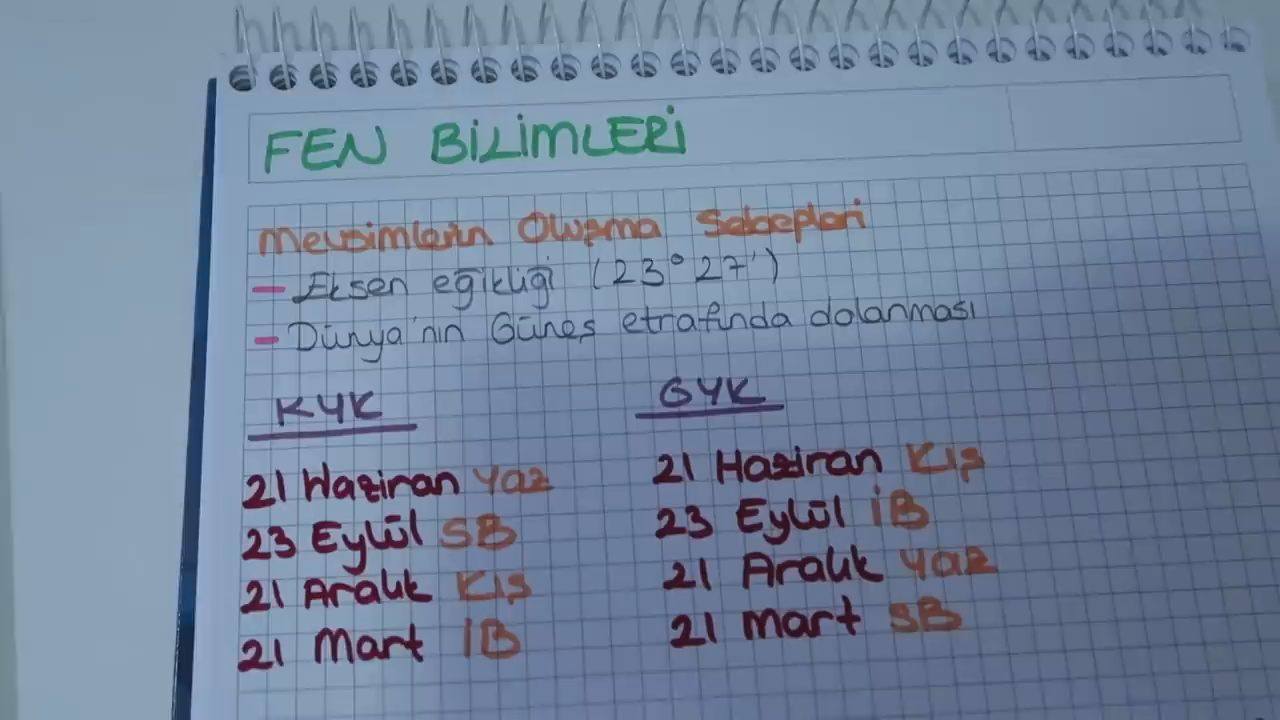 FEN BİLİMLERİ
Mevsimlerin Oluşma Sebepleri
- Eksen eğikliği (23° 27')
- Dünya'nın Güneş etrafında dolanması
KYK
21 Haziran Yaz
23 Eylül SB
21 Aralık Kış
21 Mart İB
GYK
21 Haziran Kış
23 Eylül İB
21 Aralık Yaz
21 Mart SB